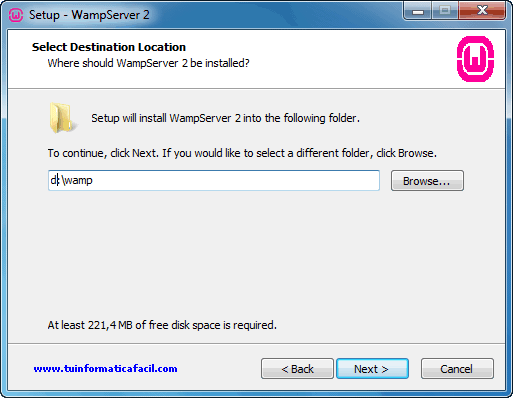 Setup - WampServer 2
Select Destination Location
Where should WampServer 2 be installed?
Setup will install WampServer 2 into the following folder.
To continue, click Next. If you would like to select a different folder, click Browse.
d:\wamp
Browse...
At least 221,4 MB of free disk space is required.
www.tuinformaticafacil.com
< Back
Next >
Cancel